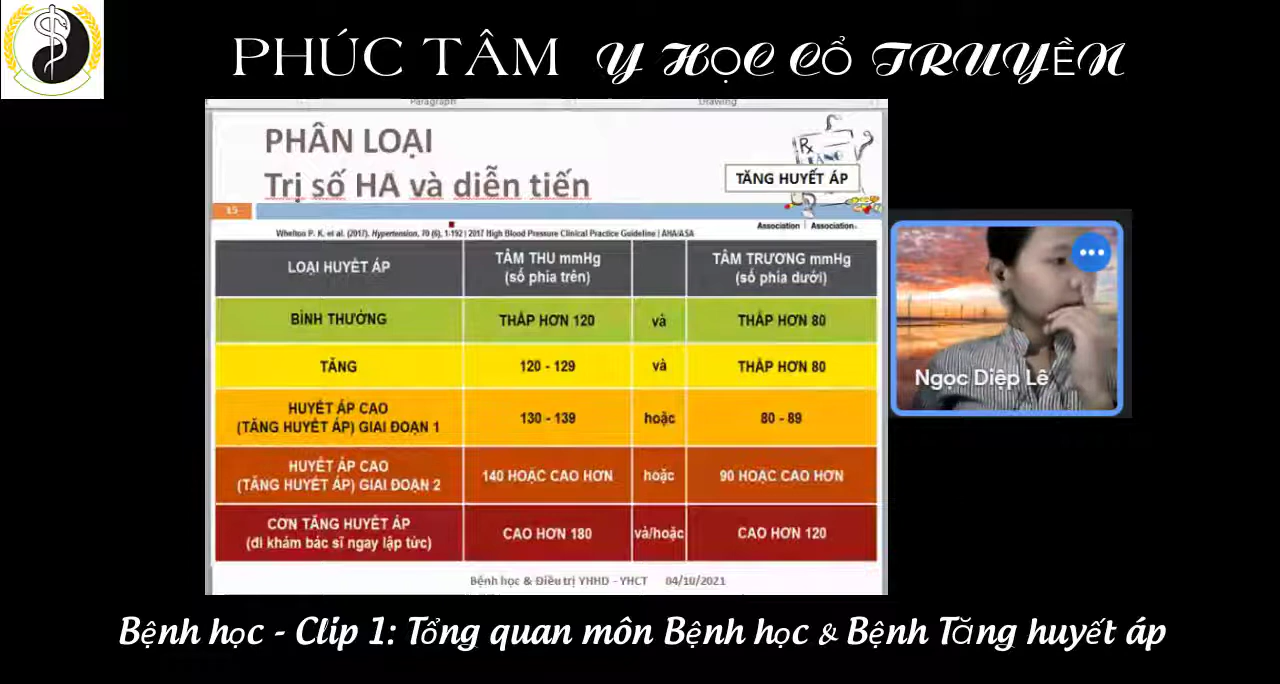 PHÚC TÂM Y HỌC CỔ TRUYỀN
Paragraph
Drawing
PHÂN LOẠI
Trị số HA và diễn tiến
TĂNG HUYẾT ÁP
15
Whelton P. K. et al. (2017). Hypertension, 70 (6), 1-192 | 2017 High Blood Pressure Clinical Practice Guideline | AHA/ASA
Association | Association.
LOẠI HUYẾT ÁP
TÂM THU mmHg
(số phía trên)
TÂM TRƯƠNG mmHg
(số phía dưới)
BÌNH THƯỜNG
THẤP HƠN 120
và
THẤP HƠN 80
TĂNG
120 - 129
và
THẤP HƠN 80
HUYẾT ÁP CAO
(TĂNG HUYẾT ÁP) GIAI ĐOẠN 1
130 - 139
hoặc
80 - 89
HUYẾT ÁP CAO
(TĂNG HUYẾT ÁP) GIAI ĐOẠN 2
140 HOẶC CAO HƠN
hoặc
90 HOẶC CAO HƠN
CƠN TĂNG HUYẾT ÁP
(đi khám bác sĩ ngay lập tức)
CAO HƠN 180
và/hoặc
CAO HƠN 120
Bệnh học & Điều trị YHHD - YHCT 04/10/2021
Ngọc Diệp Lê
Bệnh học - Clip 1: Tổng quan môn Bệnh học & Bệnh Tăng huyết áp